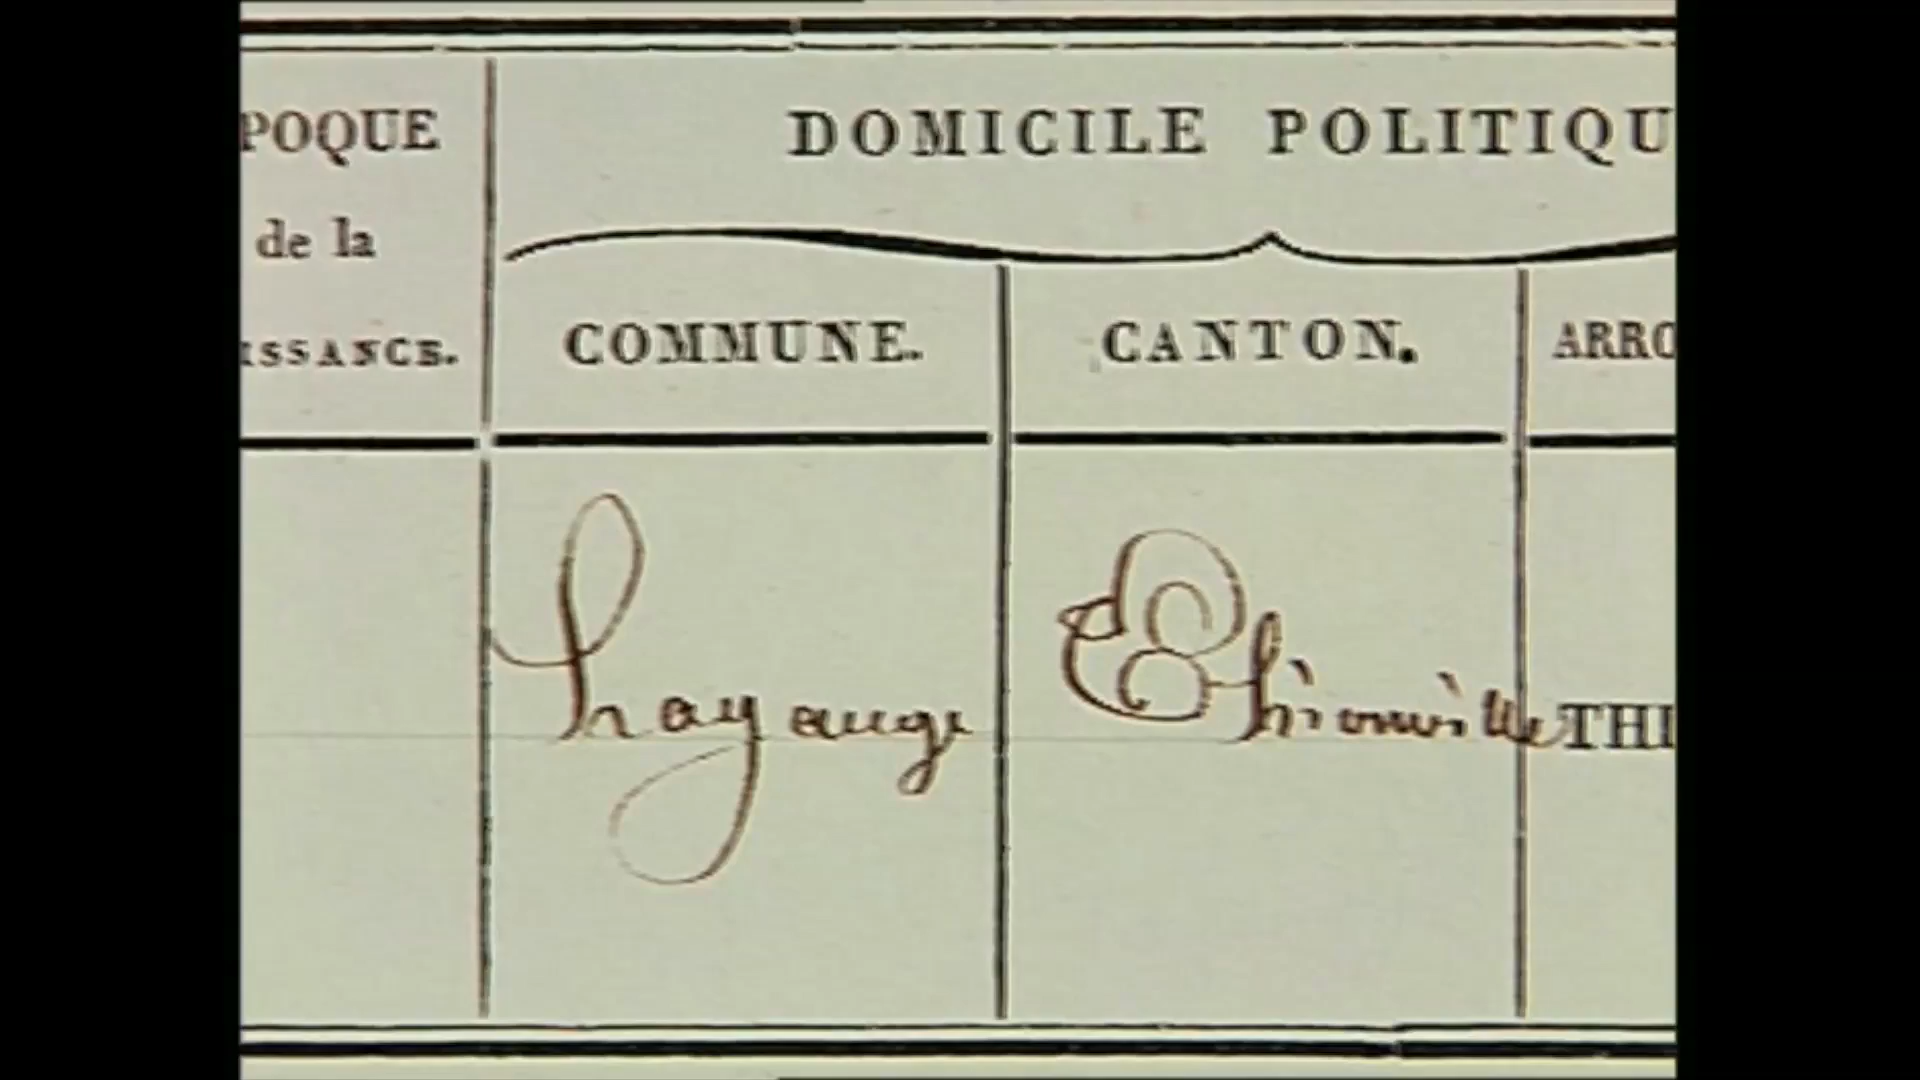 POQUE
de la
ISSANCE.
DOMICILE POLITIQU
COMMUNE.
CANTON.
ARRO
hayange
Thionville
THI